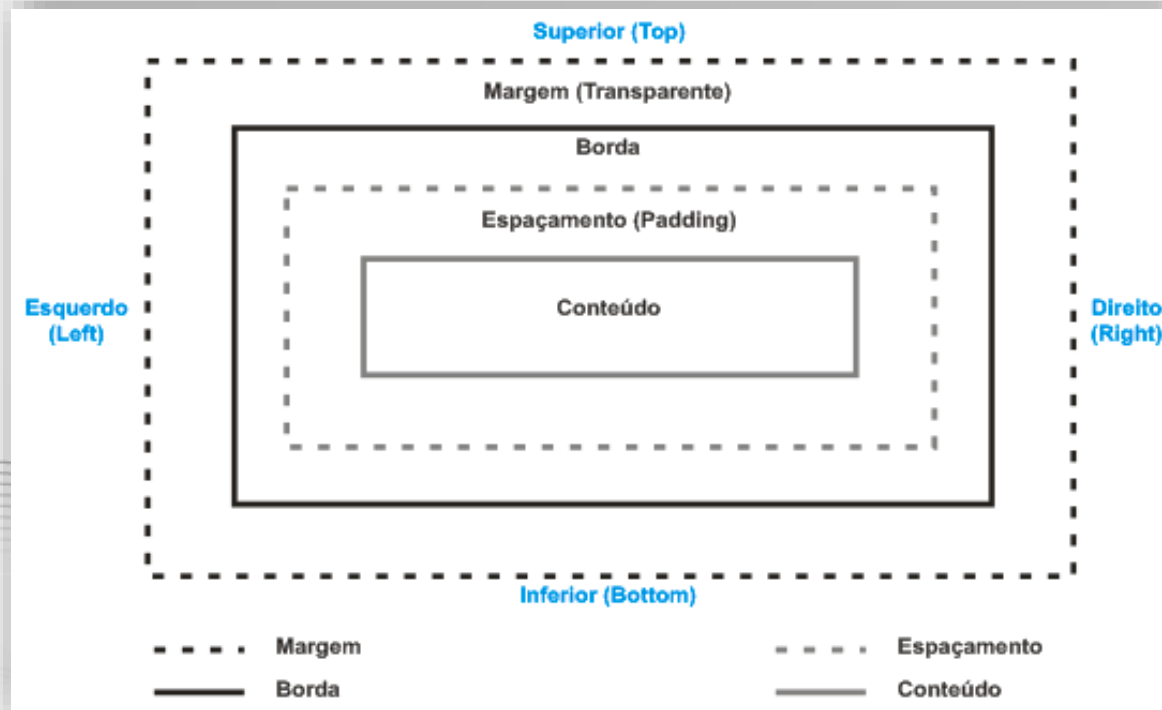 Superior (Top)
Margem (Transparente)
Borda
Espaçamento (Padding)
Conteúdo
Esquerdo
(Left)
Direito
(Right)
Inferior (Bottom)
Margem
Espaçamento
Borda
Conteúdo